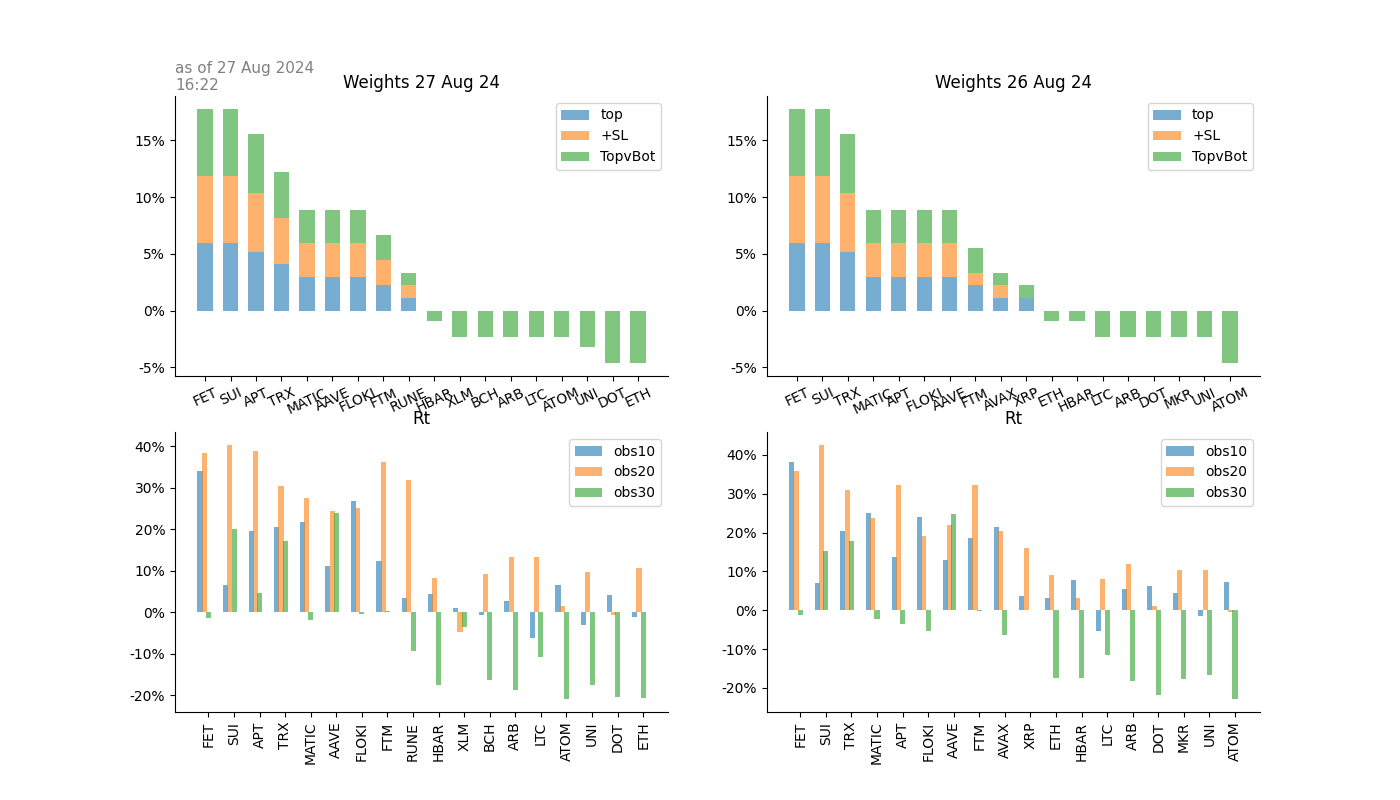 as of 27 Aug 2024
16:22
Weights 27 Aug 24
top
+SL
TopvBot
15%
10%
5%
0%
-5%
FET SUI APT TRX MATIC AAVE FLOKI FTM RUNE HBAR XLM BCH ARB LTC ATOM UNI DOT ETH
Weights 26 Aug 24
top
+SL
TopvBot
15%
10%
5%
0%
-5%
FET SUI TRX MATIC APT FLOKI AAVE FTM AVAX XRP ETH HBAR LTC ARB DOT MKR UNI ATOM
Rt
obs10
obs20
obs30
40%
30%
20%
10%
0%
-10%
-20%
FET SUI APT TRX MATIC AAVE FLOKI FTM RUNE HBAR XLM BCH ARB LTC ATOM UNI DOT ETH
Rt
obs10
obs20
obs30
40%
30%
20%
10%
0%
-10%
-20%
FET SUI TRX MATIC APT FLOKI AAVE FTM AVAX XRP ETH HBAR LTC ARB DOT MKR UNI ATOM